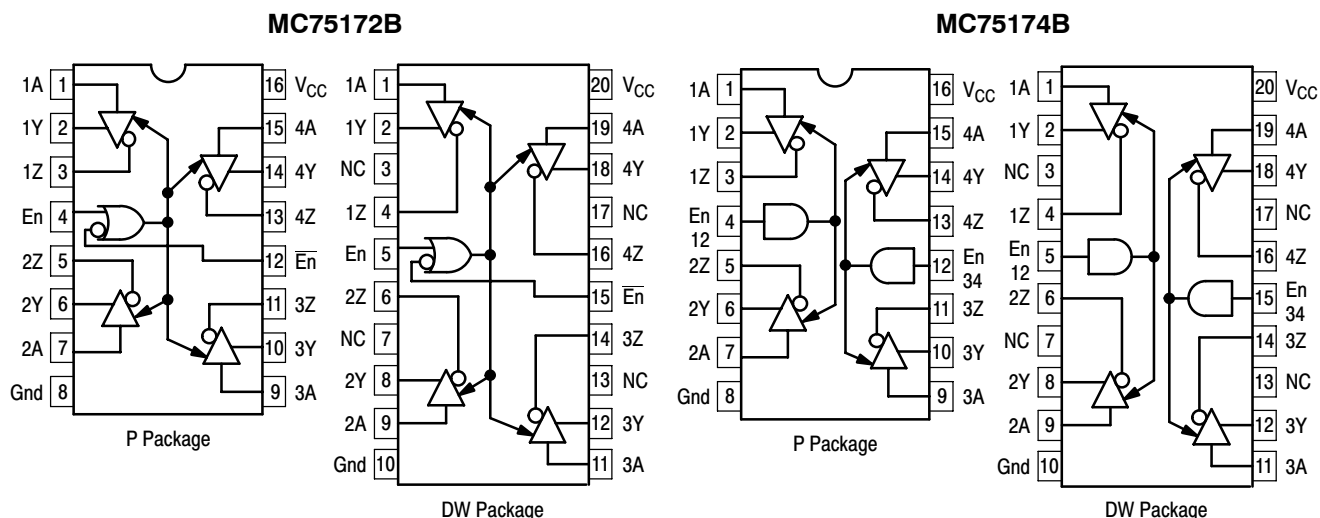 MC75172B
MC75174B
1A 1
1Y 2
1Z 3
En 4
2Z 5
2Y 6
2A 7
Gnd 8
16 VCC
15 4A
14 4Y
13 4Z
12 E̅n̅
11 3Z
10 3Y
9 3A
P Package
1A 1
1Y 2
NC 3
1Z 4
En 5
2Z 6
NC 7
2Y 8
2A 9
Gnd 10
20 VCC
19 4A
18 4Y
17 NC
16 4Z
15 E̅n̅
14 3Z
13 NC
12 3Y
11 3A
DW Package
1A 1
1Y 2
1Z 3
En
12
4
2Z 5
2Y 6
2A 7
Gnd 8
16 VCC
15 4A
14 4Y
13 4Z
12 En
34
11 3Z
10 3Y
9 3A
P Package
1A 1
1Y 2
NC 3
1Z 4
En
12
5
2Z 6
NC 7
2Y 8
2A 9
Gnd 10
20 VCC
19 4A
18 4Y
17 NC
16 4Z
15 En
34
14 3Z
13 NC
12 3Y
11 3A
DW Package